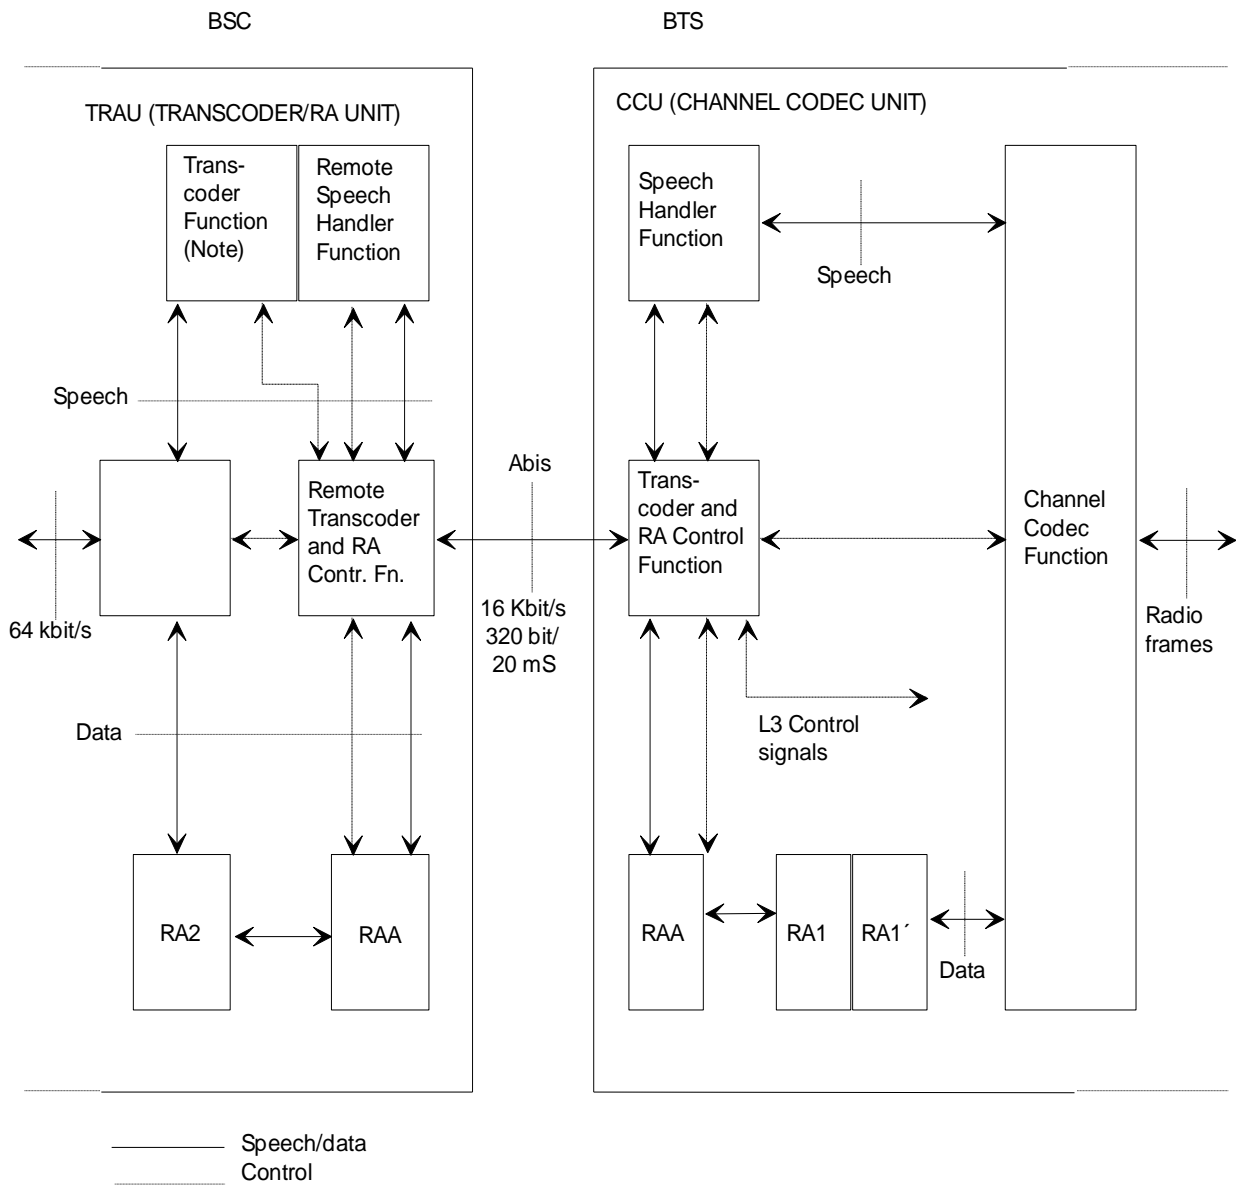 BSC
BTS
TRAU (TRANSCODER/RA UNIT)
CCU (CHANNEL CODEC UNIT)
Trans-
coder
Function
(Note)
Remote
Speech
Handler
Function
Speech
Handler
Function
Speech
Speech
Abis
Remote
Transcoder
and RA
Contr. Fn.
Trans-
coder and
RA Control
Function
Channel
Codec
Function
64 kbit/s
16 Kbit/s
320 bit/
20 mS
Radio
frames
Data
L3 Control
signals
RA2
RAA
RAA
RA1
RA1´
Data
Speech/data
Control